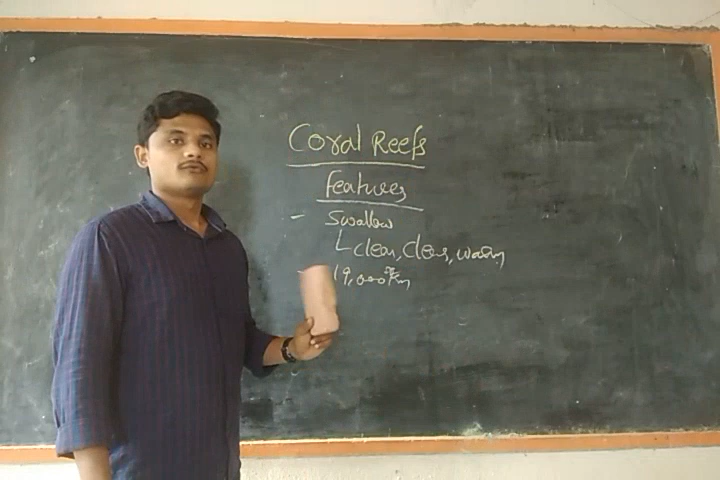 Coral Reefs
Features
- Swallow
clean, clear, warm
19,000 Km